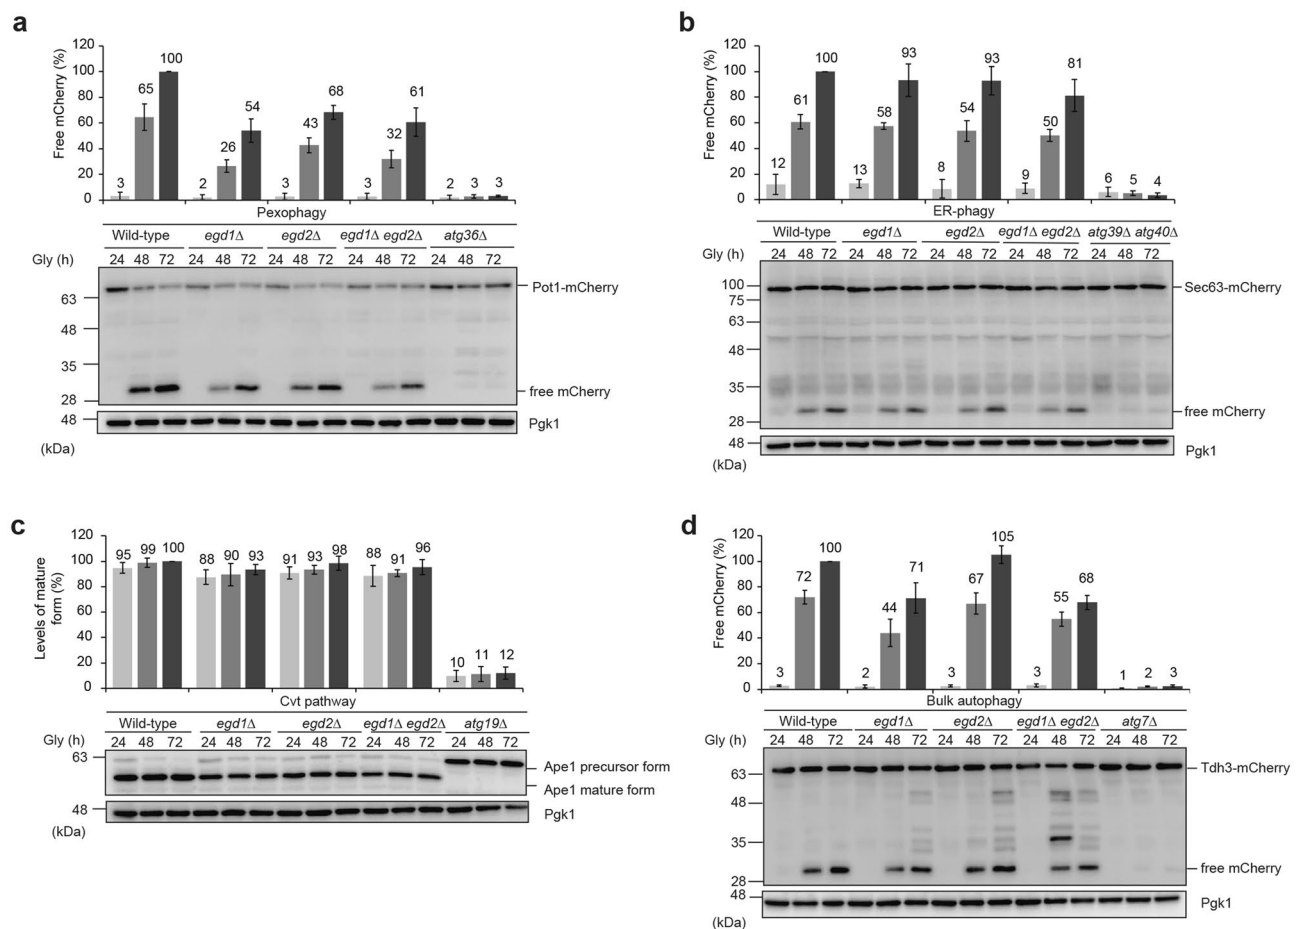 a
Free mCherry (%)
120
100
80
60
40
20
0
3 65 100 2 26 54 3 43 68 3 32 61 2 3 3
Pexophagy
Wild-type egd1Δ egd2Δ egd1Δ egd2Δ atg36Δ
Gly (h) 24 48 72 24 48 72 24 48 72 24 48 72 24 48 72
63
48
35
28
Pot1-mCherry
free mCherry
48
Pgk1
(kDa)
b
Free mCherry (%)
120
100
80
60
40
20
0
12 61 100 13 58 93 8 54 93 9 50 81 6 5 4
ER-phagy
Wild-type egd1Δ egd2Δ egd1Δ egd2Δ atg39Δ atg40Δ
Gly (h) 24 48 72 24 48 72 24 48 72 24 48 72 24 48 72
100
75
63
48
35
28
Sec63-mCherry
free mCherry
48
Pgk1
(kDa)
c
Levels of mature
form (%)
120
100
80
60
40
20
0
95 99 100 88 90 93 91 93 98 88 91 96 10 11 12
Cvt pathway
Wild-type egd1Δ egd2Δ egd1Δ egd2Δ atg19Δ
Gly (h) 24 48 72 24 48 72 24 48 72 24 48 72 24 48 72
63
Ape1 precursor form
Ape1 mature form
48
Pgk1
(kDa)
d
Free mCherry (%)
120
100
80
60
40
20
0
3 72 100 2 44 71 3 67 105 3 55 68 1 2 3
Bulk autophagy
Wild-type egd1Δ egd2Δ egd1Δ egd2Δ atg7Δ
Gly (h) 24 48 72 24 48 72 24 48 72 24 48 72 24 48 72
63
48
35
28
Tdh3-mCherry
free mCherry
48
Pgk1
(kDa)